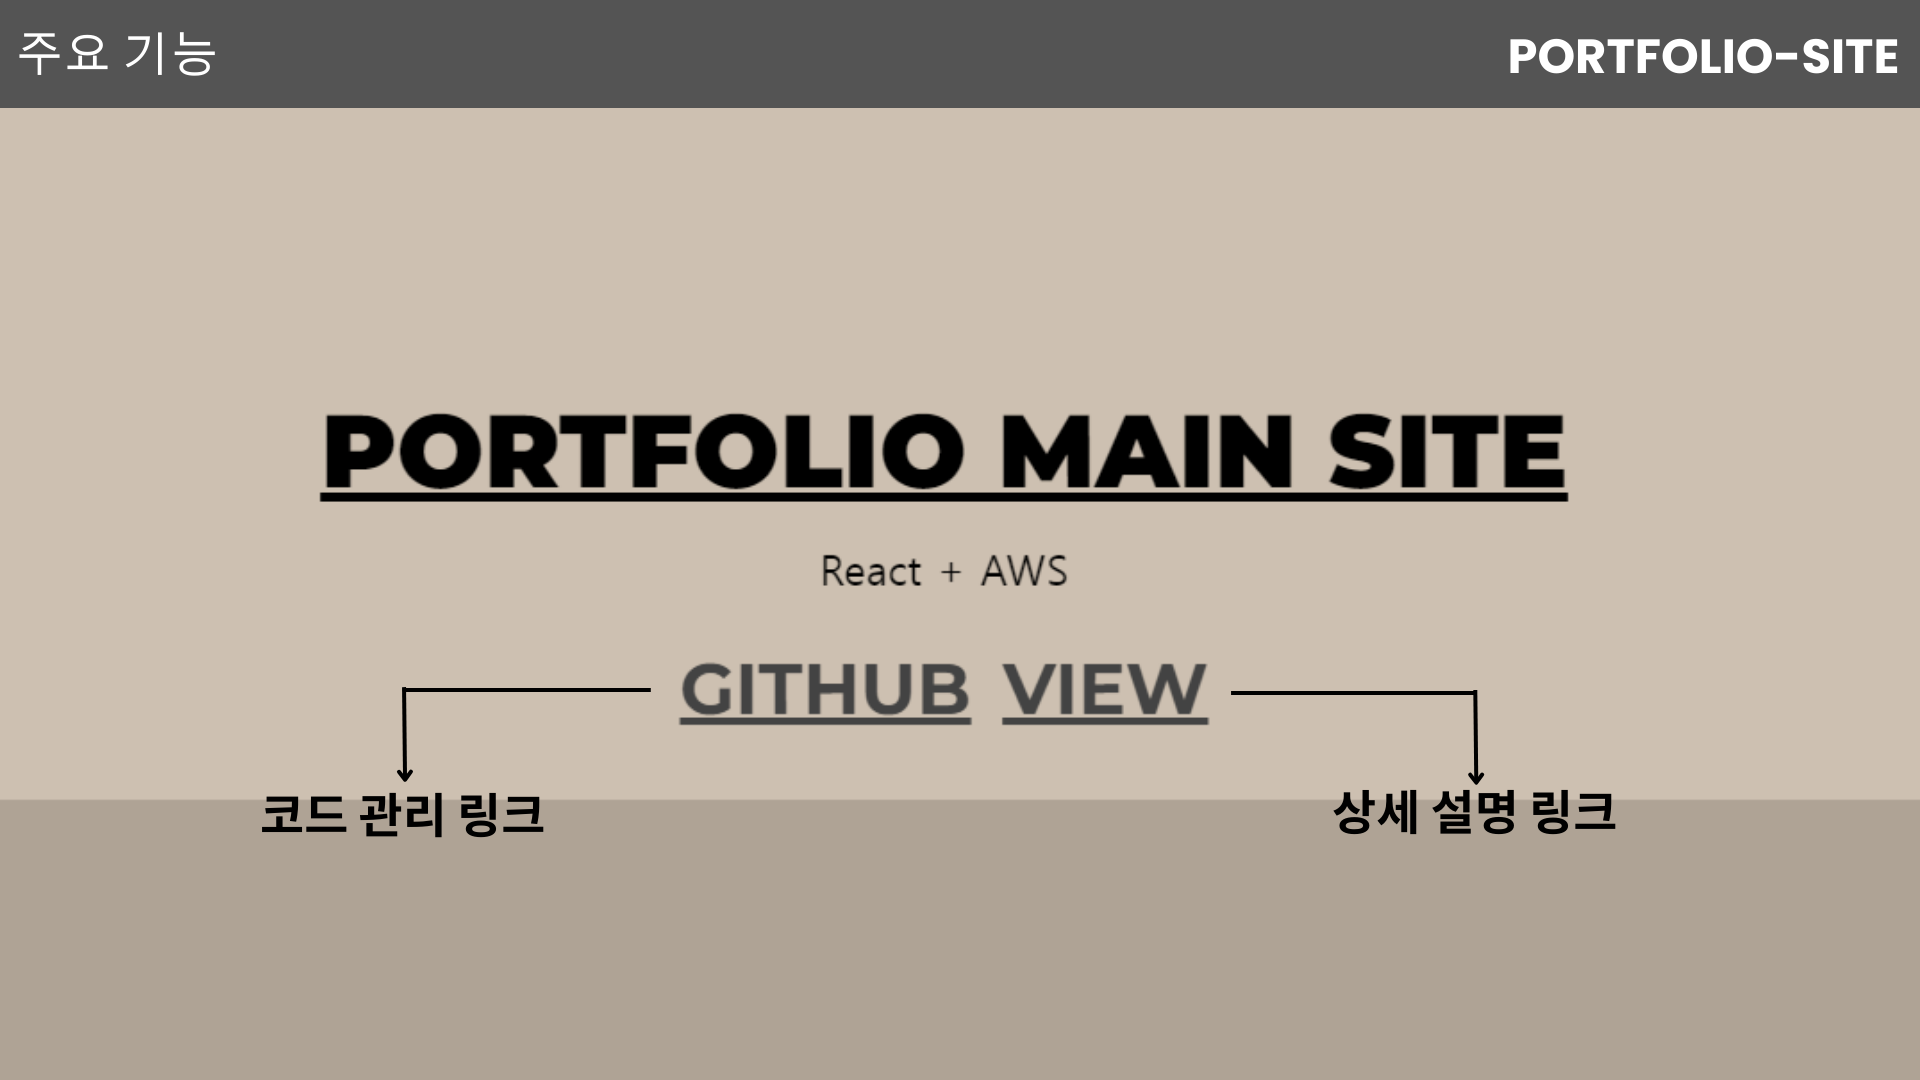 주요 기능
PORTFOLIO-SITE
PORTFOLIO MAIN SITE
React + AWS
GITHUB VIEW
코드 관리 링크
상세 설명 링크